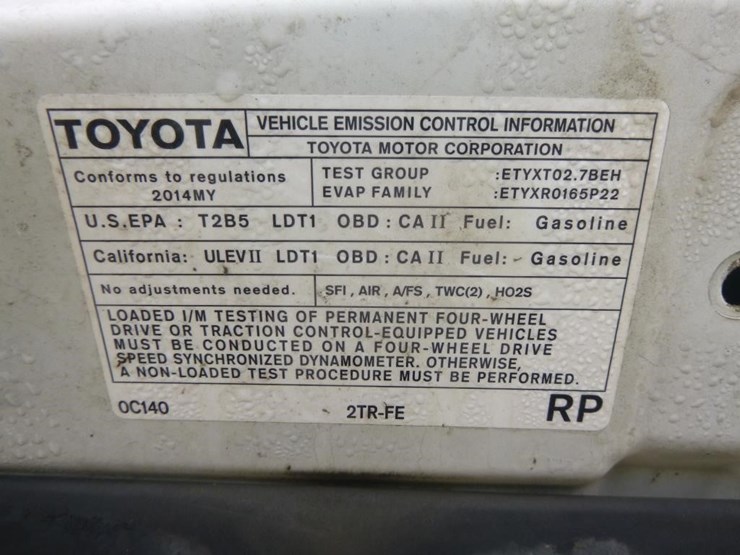 TOYOTA
VEHICLE EMISSION CONTROL INFORMATION
TOYOTA MOTOR CORPORATION
Conforms to regulations
2014MY
TEST GROUP :ETYXT02.7BEH
EVAP FAMILY :ETYXR0165P22
U.S.EPA : T2B5 LDT1 OBD : CA II Fuel: Gasoline
California: ULEVII LDT1 OBD : CA II Fuel: Gasoline
No adjustments needed. SFI , AIR , A/FS , TWC(2) , HO2S
LOADED I/M TESTING OF PERMANENT FOUR-WHEEL
DRIVE OR TRACTION CONTROL-EQUIPPED VEHICLES
MUST BE CONDUCTED ON A FOUR-WHEEL DRIVE
SPEED SYNCHRONIZED DYNAMOMETER. OTHERWISE,
A NON-LOADED TEST PROCEDURE MUST BE PERFORMED.
0C140 2TR-FE RP